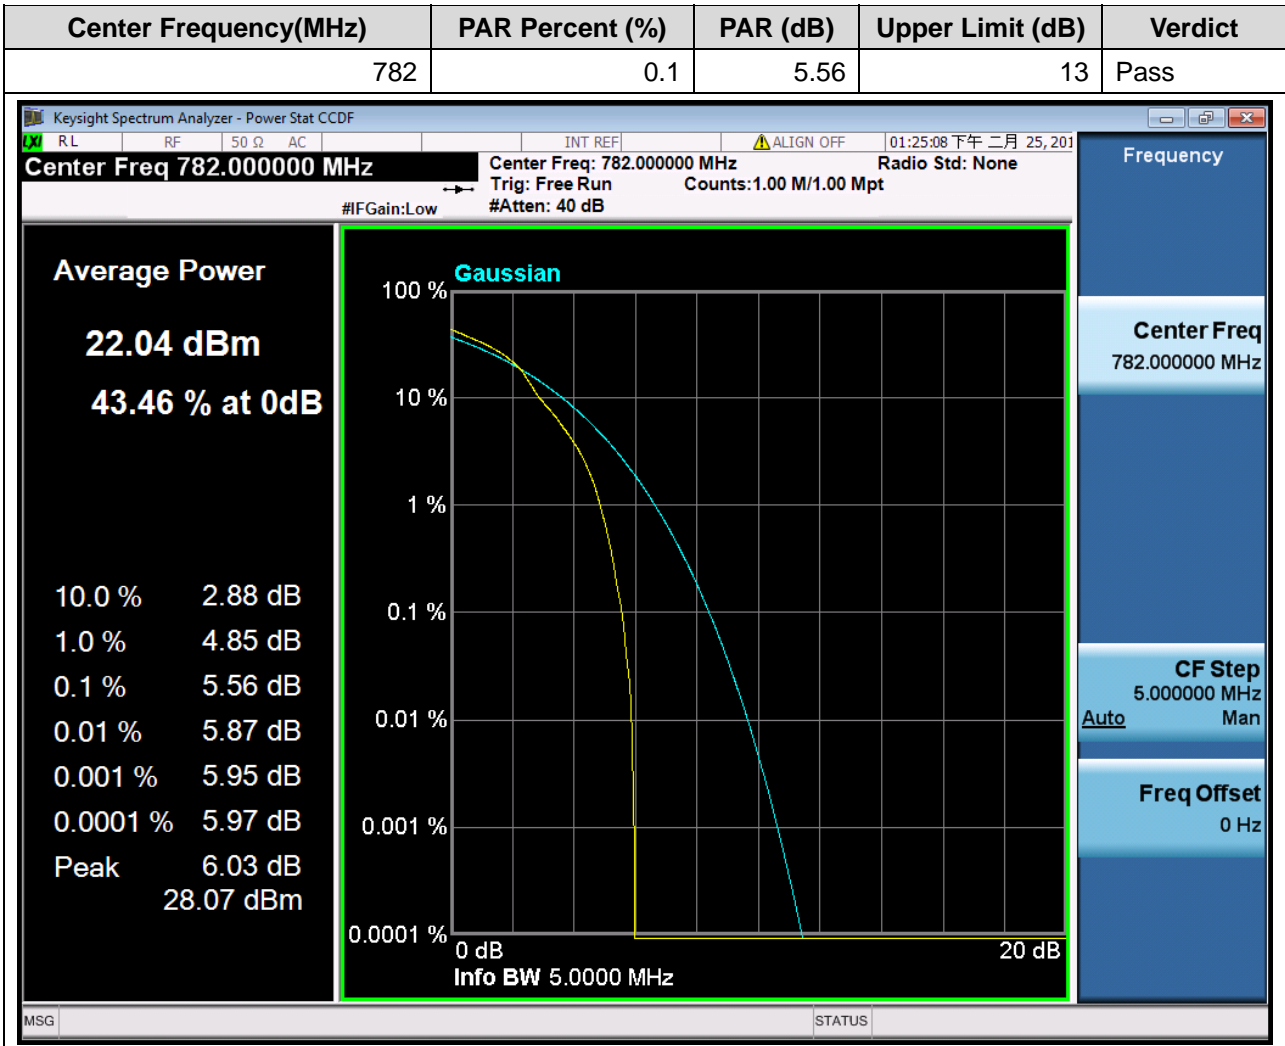 Center Frequency(MHz) PAR Percent (%) PAR (dB) Upper Limit (dB) Verdict
782 0.1 5.56 13 Pass
Keysight Spectrum Analyzer - Power Stat CCDF
LXI RL RF 50 Ω AC INT REF ALIGN OFF 01:25:08 下午 二月 25, 201
Center Freq 782.000000 MHz
Center Freq: 782.000000 MHz Radio Std: None
Trig: Free Run Counts:1.00 M/1.00 Mpt
#IFGain:Low #Atten: 40 dB
Frequency
Average Power
22.04 dBm
43.46 % at 0dB
10.0 % 2.88 dB
1.0 % 4.85 dB
0.1 % 5.56 dB
0.01 % 5.87 dB
0.001 % 5.95 dB
0.0001 % 5.97 dB
Peak 6.03 dB
28.07 dBm
Gaussian
100 %
10 %
1 %
0.1 %
0.01 %
0.001 %
0.0001 %
0 dB 20 dB
Info BW 5.0000 MHz
Center Freq
782.000000 MHz
CF Step
5.000000 MHz
Auto Man
Freq Offset
0 Hz
MSG STATUS